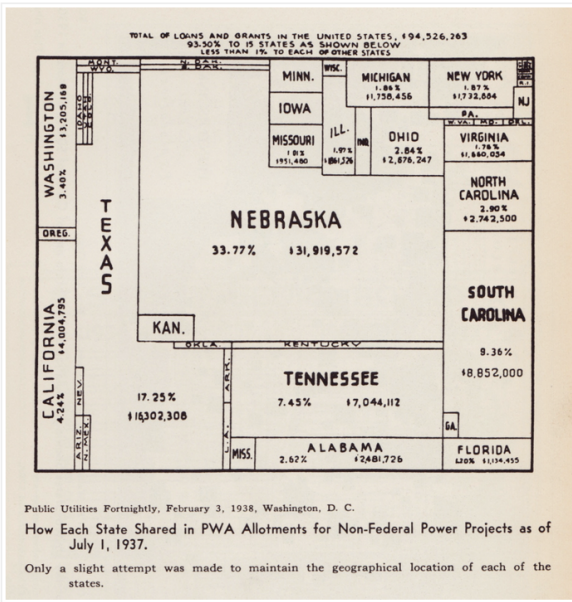 TOTAL OF LOANS AND GRANTS IN THE UNITED STATES, $94,526,263
93.50% TO 15 STATES AS SHOWN BELOW
LESS THAN 1% TO EACH OF OTHER STATES
MONT.
WYO.
N. DAK.
S. DAK.
MINN.
WISC.
MICHIGAN
1.86%
$1,758,456
NEW YORK
1.87%
NJ
PA.
W.VA. MD. DEL.
WASHINGTON
$3,205,168
3.40%
IDAHO
IOWA
MISSOURI
1.01%
$951,480
ILL.
1.97%
IND.
OHIO
2.84%
$2,676,247
VIRGINIA
1.76%
NORTH
CAROLINA
2.90%
$2,742,500
OREG.
TEXAS
17.25%
$16,302,308
NEBRASKA
33.77% $31,919,572
KAN.
OKLA.
KENTUCKY
SOUTH
CAROLINA
9.36%
$8,852,000
CALIFORNIA
$4,004,795
4.24%
NEV.
ARIZ.
N. MEX.
ARK.
LA.
TENNESSEE
7.45% $7,044,112
GA.
MISS.
ALABAMA
2.62% $2,481,726
FLORIDA
1.20% $1,134,455
Public Utilities Fortnightly, February 3, 1938, Washington, D. C.
How Each State Shared in PWA Allotments for Non-Federal Power Projects as of
July 1, 1937.
Only a slight attempt was made to maintain the geographical location of each of the
states.